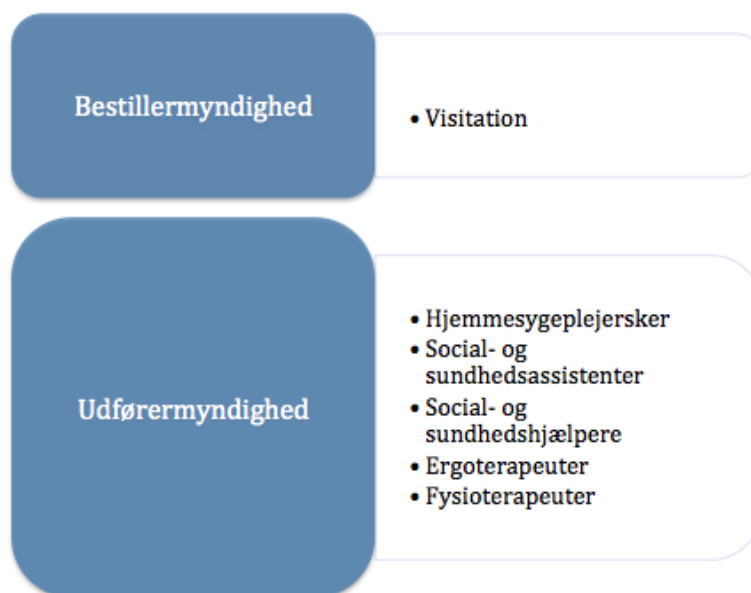 Bestillermyndighed
• Visitation
Udførermyndighed
• Hjemmesygeplejersker
• Social- og
sundhedsassistenter
• Social- og
sundhedshjælpere
• Ergoterapeuter
• Fysioterapeuter